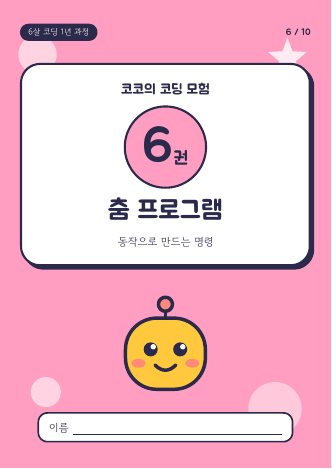 6살 코딩 1년 과정
6 / 10
코코의 코딩 모험
6권
춤 프로그램
동작으로 만드는 명령
이름